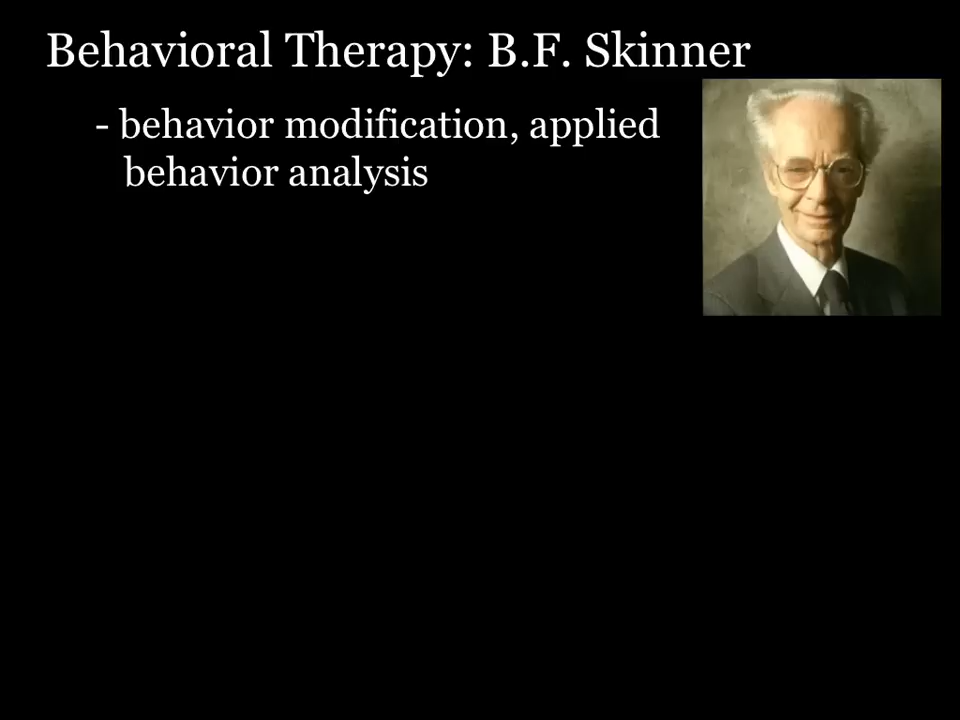 Behavioral Therapy: B.F. Skinner
- behavior modification, applied
behavior analysis